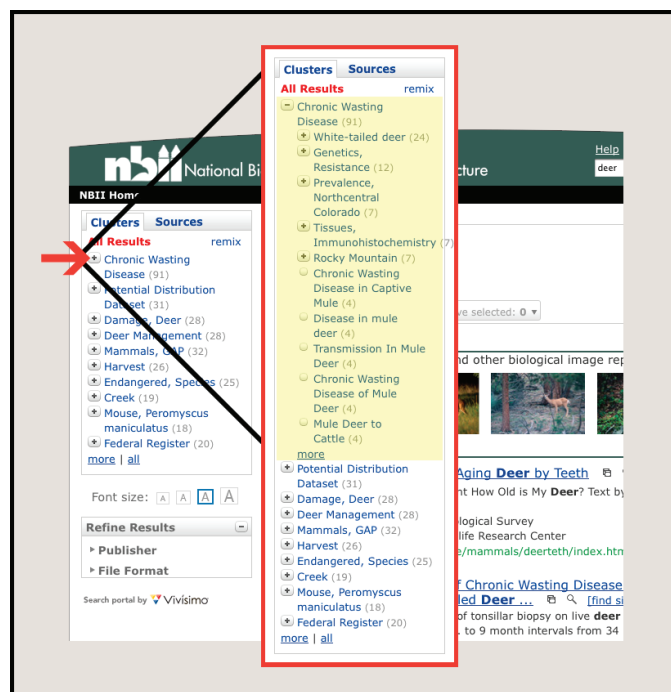 nbii National Bi
cture
Help
deer
NBII Home
Clusters Sources
All Results remix
Chronic Wasting
Disease (91)
Potential Distribution
Dataset (31)
Damage, Deer (28)
Deer Management (28)
Mammals, GAP (32)
Harvest (26)
Endangered, Species (25)
Creek (19)
Mouse, Peromyscus
maniculatus (18)
Federal Register (20)
more | all
Font size: A A A A
Refine Results
Publisher
File Format
Search portal by Vivísimo
Clusters Sources
All Results remix
Chronic Wasting
Disease (91)
White-tailed deer (24)
Genetics,
Resistance (12)
Prevalence,
Northcentral
Colorado (7)
Tissues,
Immunohistochemistry (7)
Rocky Mountain (7)
Chronic Wasting
Disease in Captive
Mule (4)
Disease in mule
deer (4)
Transmission In Mule
Deer (4)
Chronic Wasting
Disease of Mule
Deer (4)
Mule Deer to
Cattle (4)
more
Potential Distribution
Dataset (31)
Damage, Deer (28)
Deer Management (28)
Mammals, GAP (32)
Harvest (26)
Endangered, Species (25)
Creek (19)
Mouse, Peromyscus
maniculatus (18)
Federal Register (20)
more | all
ve selected: 0
nd other biological image rep
Aging Deer by Teeth
nt How Old is My Deer? Text by
ological Survey
life Research Center
e/mammals/deerteth/index.htm
f Chronic Wasting Disease
led Deer ... [find si
of tonsillar biopsy on live deer
. to 9 month intervals from 34